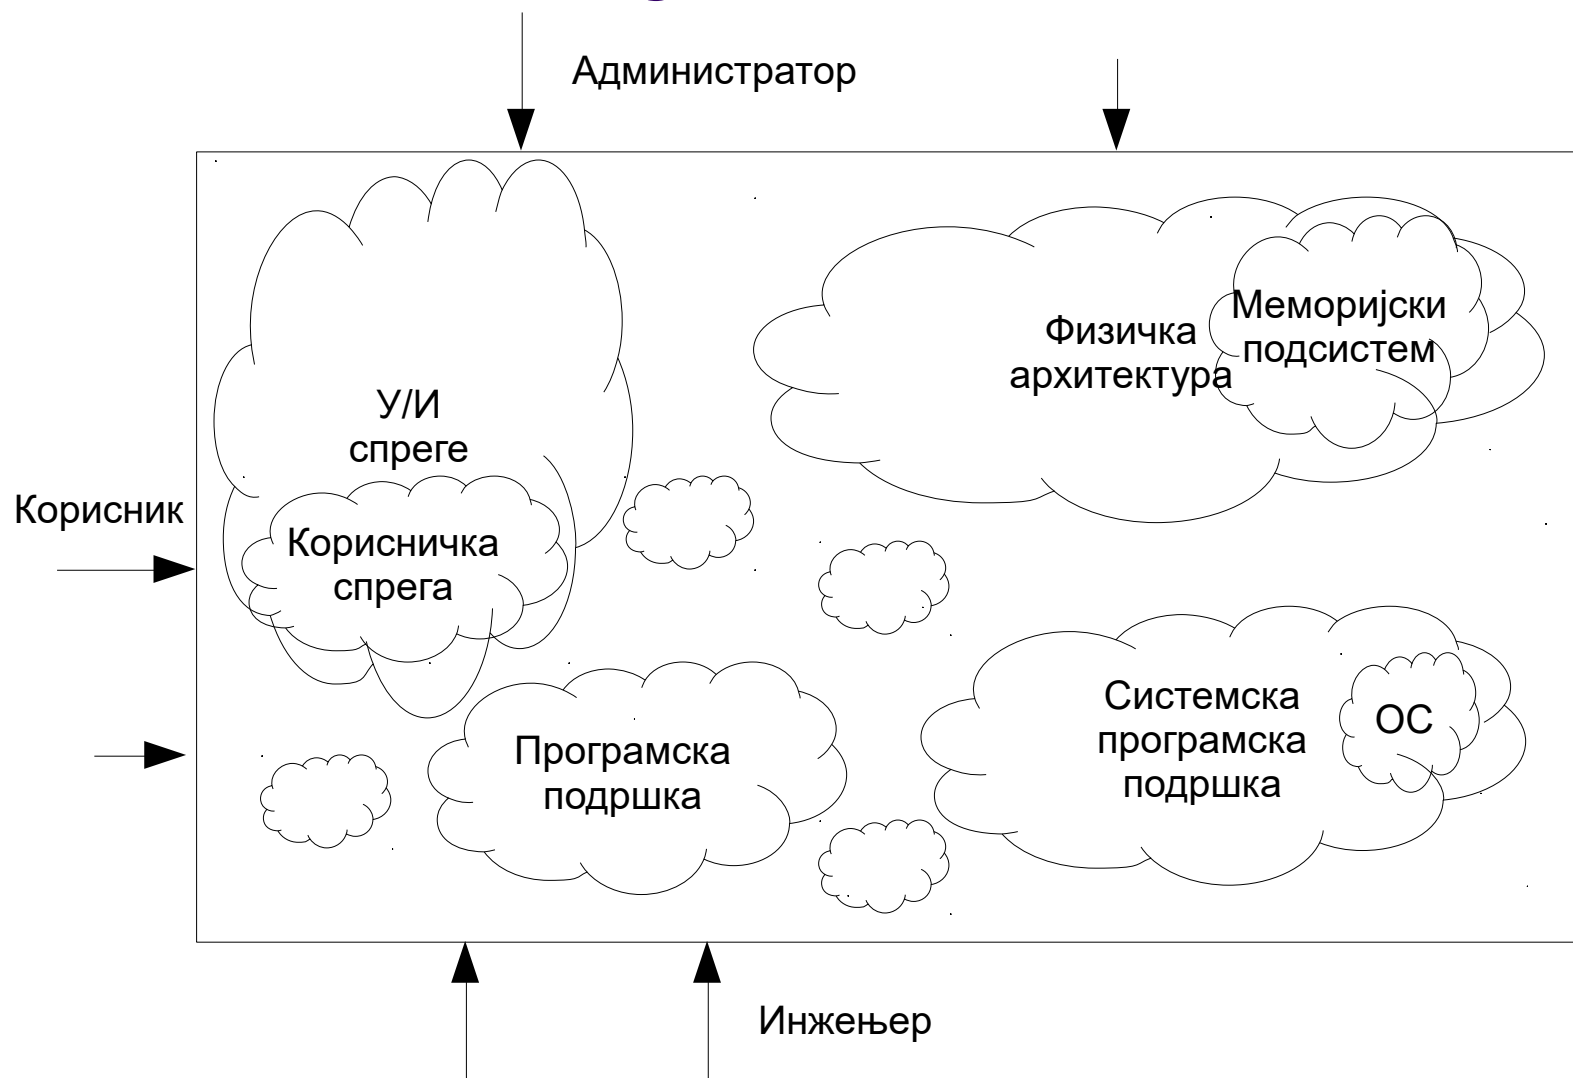 Администратор
Физичка
архитектура
Меморијски
подсистем
У/И
спреге
Корисник
Корисничка
спрега
Системска
програмска
подршка
ОС
Програмска
подршка
Инжењер